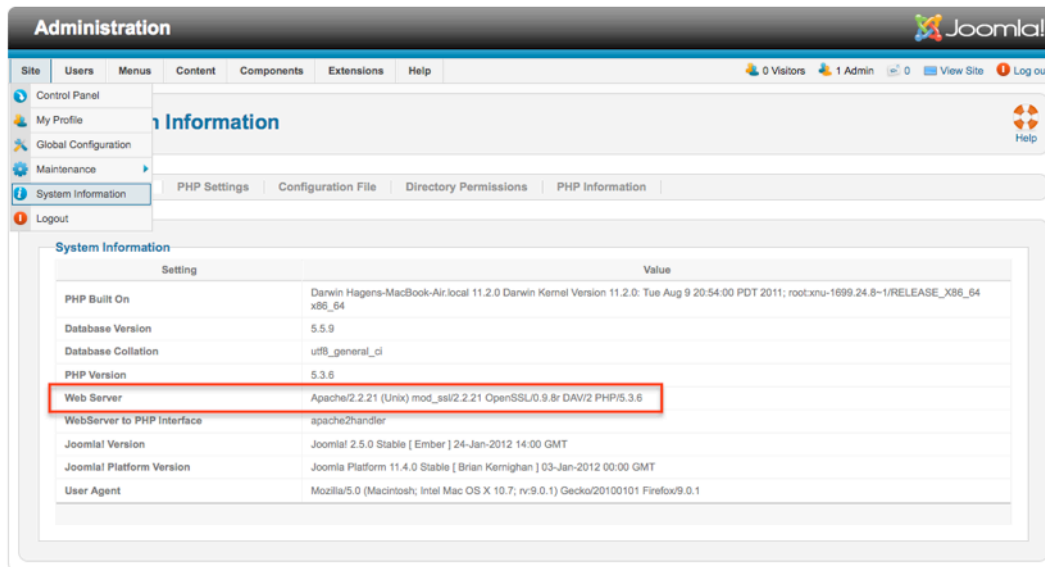 Administration
Joomla!
Site Users Menus Content Components Extensions Help 0 Visitors 1 Admin 0 View Site Log ou
Control Panel
My Profile
Information
Help
Global Configuration
Maintenance
System Information PHP Settings Configuration File Directory Permissions PHP Information
Logout
System Information
Setting Value
PHP Built On Darwin Hagens-MacBook-Air.local 11.2.0 Darwin Kernel Version 11.2.0: Tue Aug 9 20:54:00 PDT 2011; root:xnu-1699.24.8~1/RELEASE_X86_64
x86_64
Database Version 5.5.9
Database Collation utf8_general_ci
PHP Version 5.3.6
Web Server Apache/2.2.21 (Unix) mod_ssl/2.2.21 OpenSSL/0.9.8r DAV/2 PHP/5.3.6
WebServer to PHP Interface apache2handler
Joomla! Version Joomla! 2.5.0 Stable [ Ember ] 24-Jan-2012 14:00 GMT
Joomla! Platform Version Joomla Platform 11.4.0 Stable [ Brian Kernighan ] 03-Jan-2012 00:00 GMT
User Agent Mozilla/5.0 (Macintosh; Intel Mac OS X 10.7; rv:9.0.1) Gecko/20100101 Firefox/9.0.1